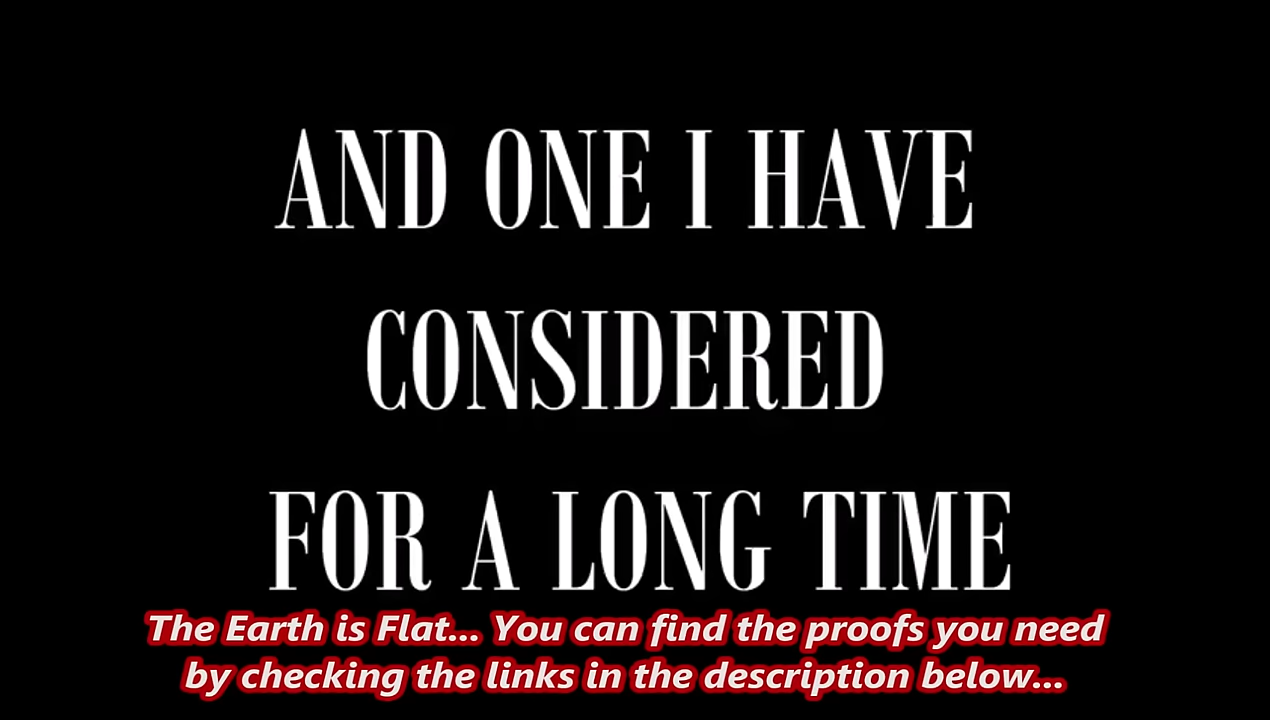 AND ONE I HAVE
CONSIDERED
FOR A LONG TIME
The Earth is Flat... You can find the proofs you need
by checking the links in the description below...